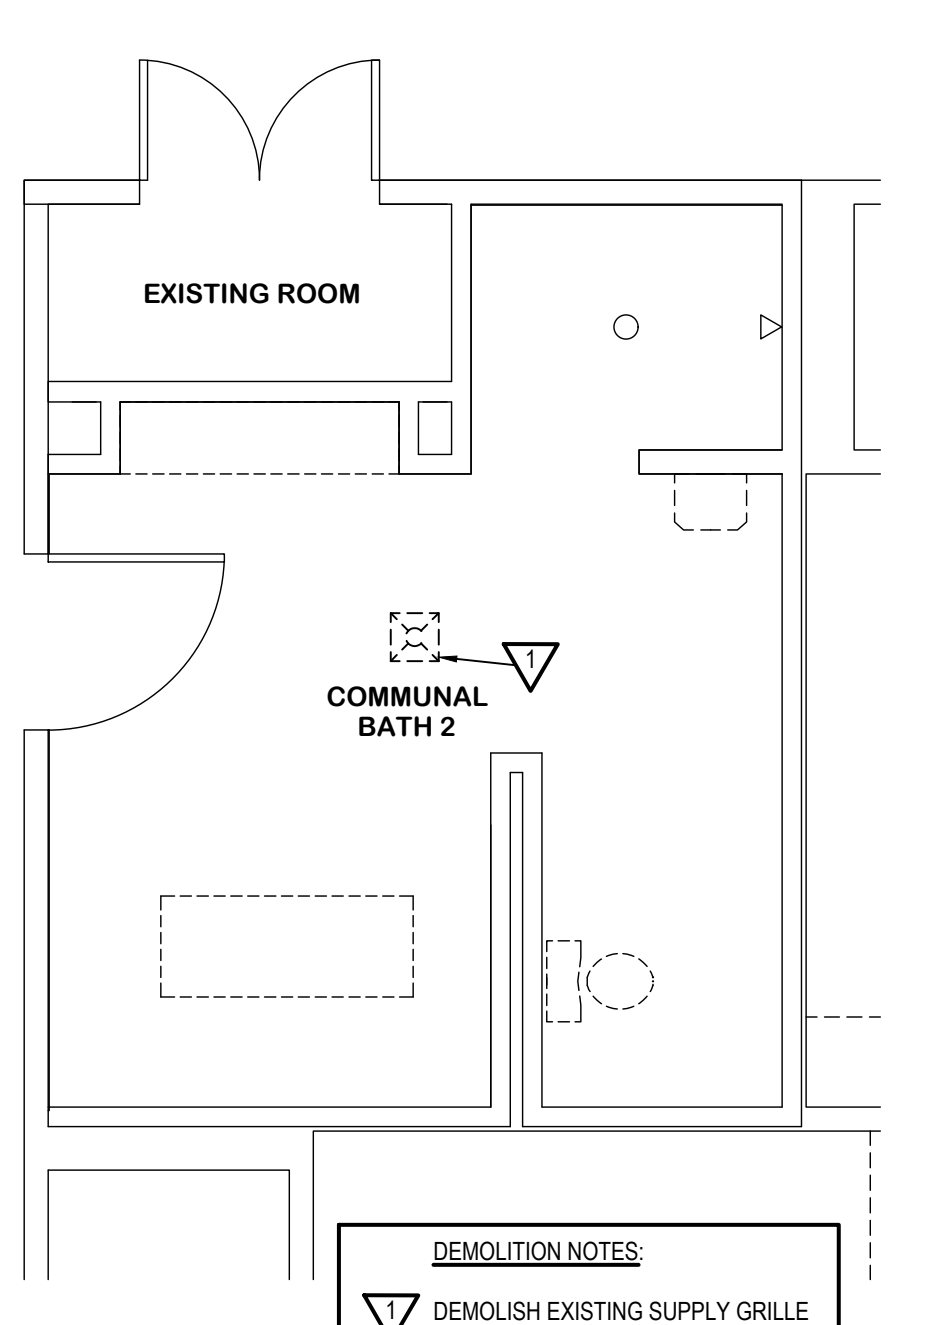 EXISTING ROOM
1
COMMUNAL
BATH 2
DEMOLITION NOTES:
1 DEMOLISH EXISTING SUPPLY GRILLE